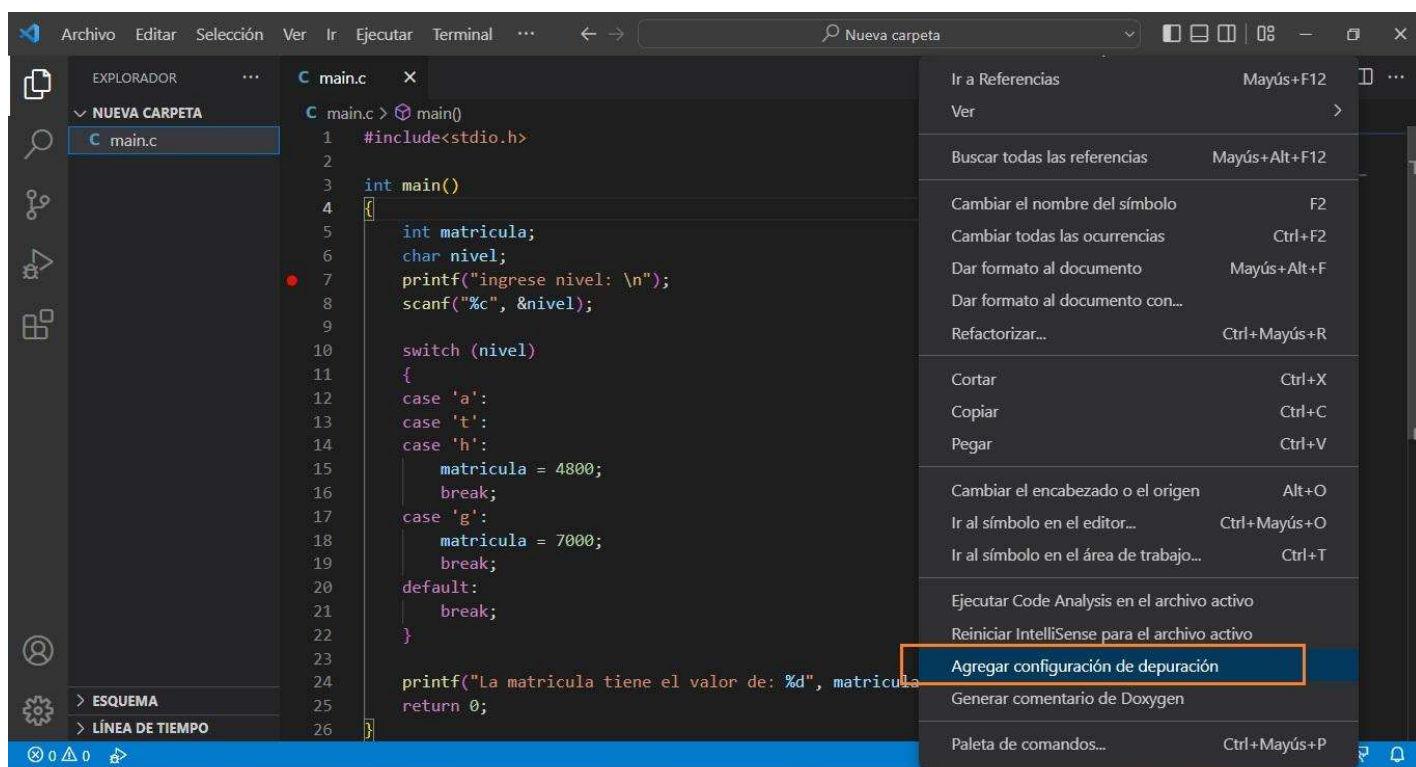 Archivo Editar Selección Ver Ir Ejecutar Terminal ··· Nueva carpeta
EXPLORADOR ···
NUEVA CARPETA
C main.c
C main.c
C main.c > main()
1 #include<stdio.h>
2
3 int main()
4 {
5 int matricula;
6 char nivel;
7 printf("ingrese nivel: \n");
8 scanf("%c", &nivel);
9
10 switch (nivel)
11 {
12 case 'a':
13 case 't':
14 case 'h':
15 matricula = 4800;
16 break;
17 case 'g':
18 matricula = 7000;
19 break;
20 default:
21 break;
22 }
23
24 printf("La matricula tiene el valor de: %d", matricula
25 return 0;
26 }
Ir a Referencias Mayús+F12
Ver >
Buscar todas las referencias Mayús+Alt+F12
Cambiar el nombre del símbolo F2
Cambiar todas las ocurrencias Ctrl+F2
Dar formato al documento Mayús+Alt+F
Dar formato al documento con...
Refactorizar... Ctrl+Mayús+R
Cortar Ctrl+X
Copiar Ctrl+C
Pegar Ctrl+V
Cambiar el encabezado o el origen Alt+O
Ir al símbolo en el editor... Ctrl+Mayús+O
Ir al símbolo en el área de trabajo... Ctrl+T
Ejecutar Code Analysis en el archivo activo
Reiniciar IntelliSense para el archivo activo
Agregar configuración de depuración
Generar comentario de Doxygen
Paleta de comandos... Ctrl+Mayús+P
> ESQUEMA
> LÍNEA DE TIEMPO
0 0